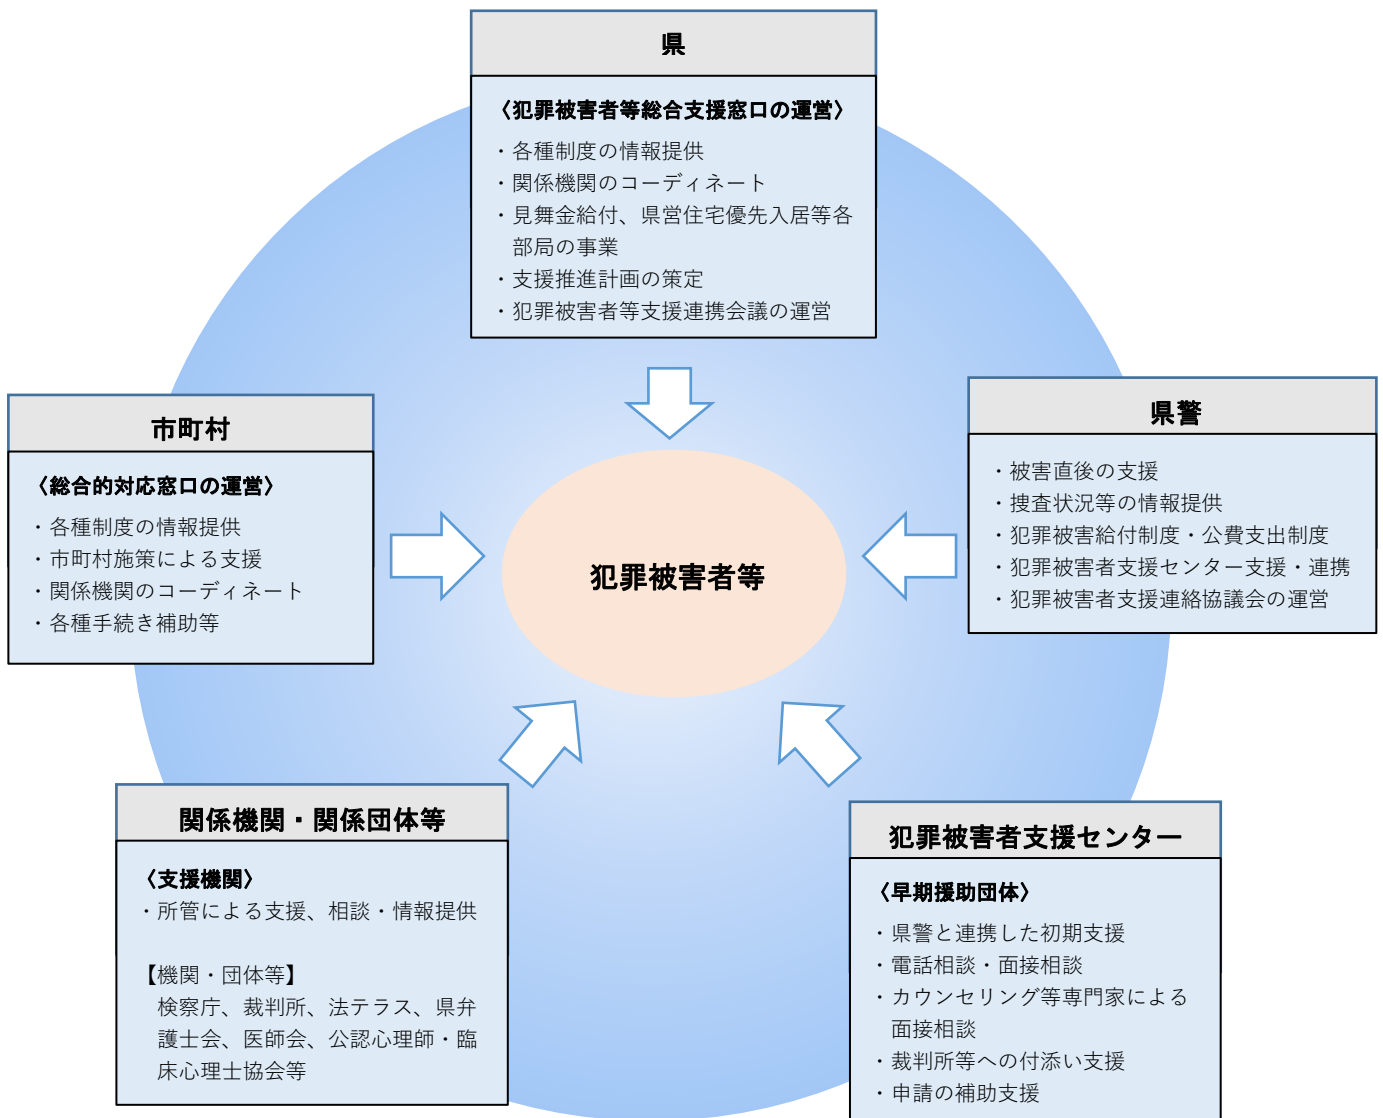 県
〈犯罪被害者等総合支援窓口の運営〉
・各種制度の情報提供
・関係機関のコーディネート
・見舞金給付、県営住宅優先入居等各
部局の事業
・支援推進計画の策定
・犯罪被害者等支援連携会議の運営
市町村
〈総合的対応窓口の運営〉
・各種制度の情報提供
・市町村施策による支援
・関係機関のコーディネート
・各種手続き補助等
県警
・被害直後の支援
・捜査状況等の情報提供
・犯罪被害給付制度・公費支出制度
・犯罪被害者支援センター支援・連携
・犯罪被害者支援連絡協議会の運営
犯罪被害者等
関係機関・関係団体等
〈支援機関〉
・所管による支援、相談・情報提供
【機関・団体等】
検察庁、裁判所、法テラス、県弁
護士会、医師会、公認心理師・臨
床心理士協会等
犯罪被害者支援センター
〈早期援助団体〉
・県警と連携した初期支援
・電話相談・面接相談
・カウンセリング等専門家による
面接相談
・裁判所等への付添い支援
・申請の補助支援